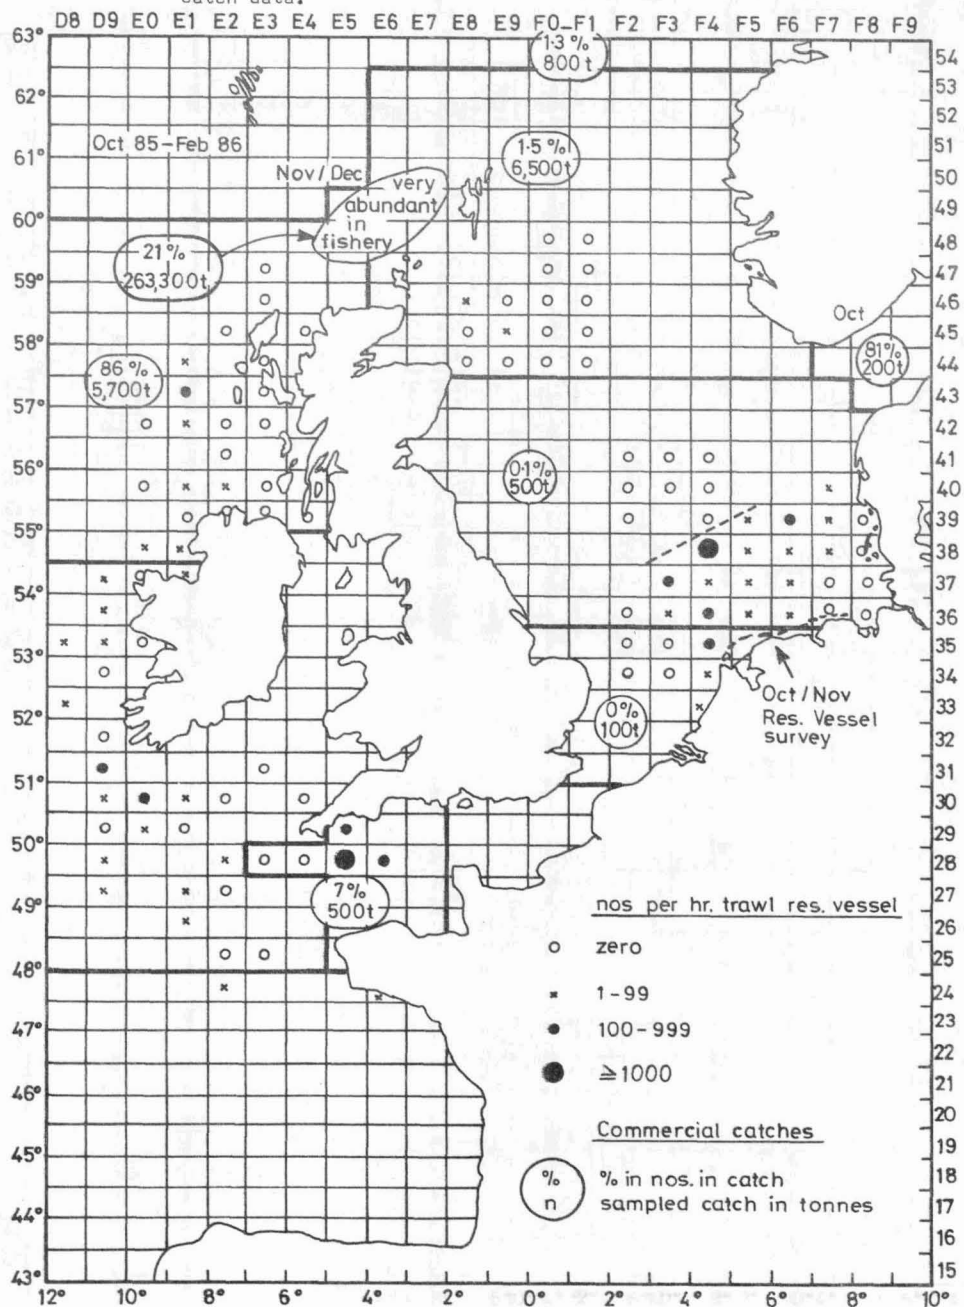 catch data.
D8 D9 E0 E1 E2 E3 E4 E5 E6 E7 E8 E9 F0 F1 F2 F3 F4 F5 F6 F7 F8 F9
63°
1·3 %
800 t
54
62°
53
52
Oct 85–Feb 86
61°
1·5 %
6,500t
51
Nov/Dec
very
abundant
in
fishery
50
60°
49
21 %
263,300t
48
59°
47
46
58°
Oct
45
86 %
5,700t
81%
200t
44
57°
43
42
56°
0·1%
500t
41
40
55°
39
38
54°
37
36
53°
35
Oct / Nov
Res. Vessel
survey
34
52°
0%
100t
33
32
51°
31
30
50°
29
28
49°
7 %
500t
27
nos per hr. trawl res. vessel
26
48°
o zero
25
x 1-99
24
47°
● 100-999
23
22
46°
● ≥1000
21
20
45°
Commercial catches
19
44°
%
n
% in nos. in catch
sampled catch in tonnes
18
17
16
43°
15
12° 10° 8° 6° 4° 2° 0° 2° 4° 6° 8° 10°